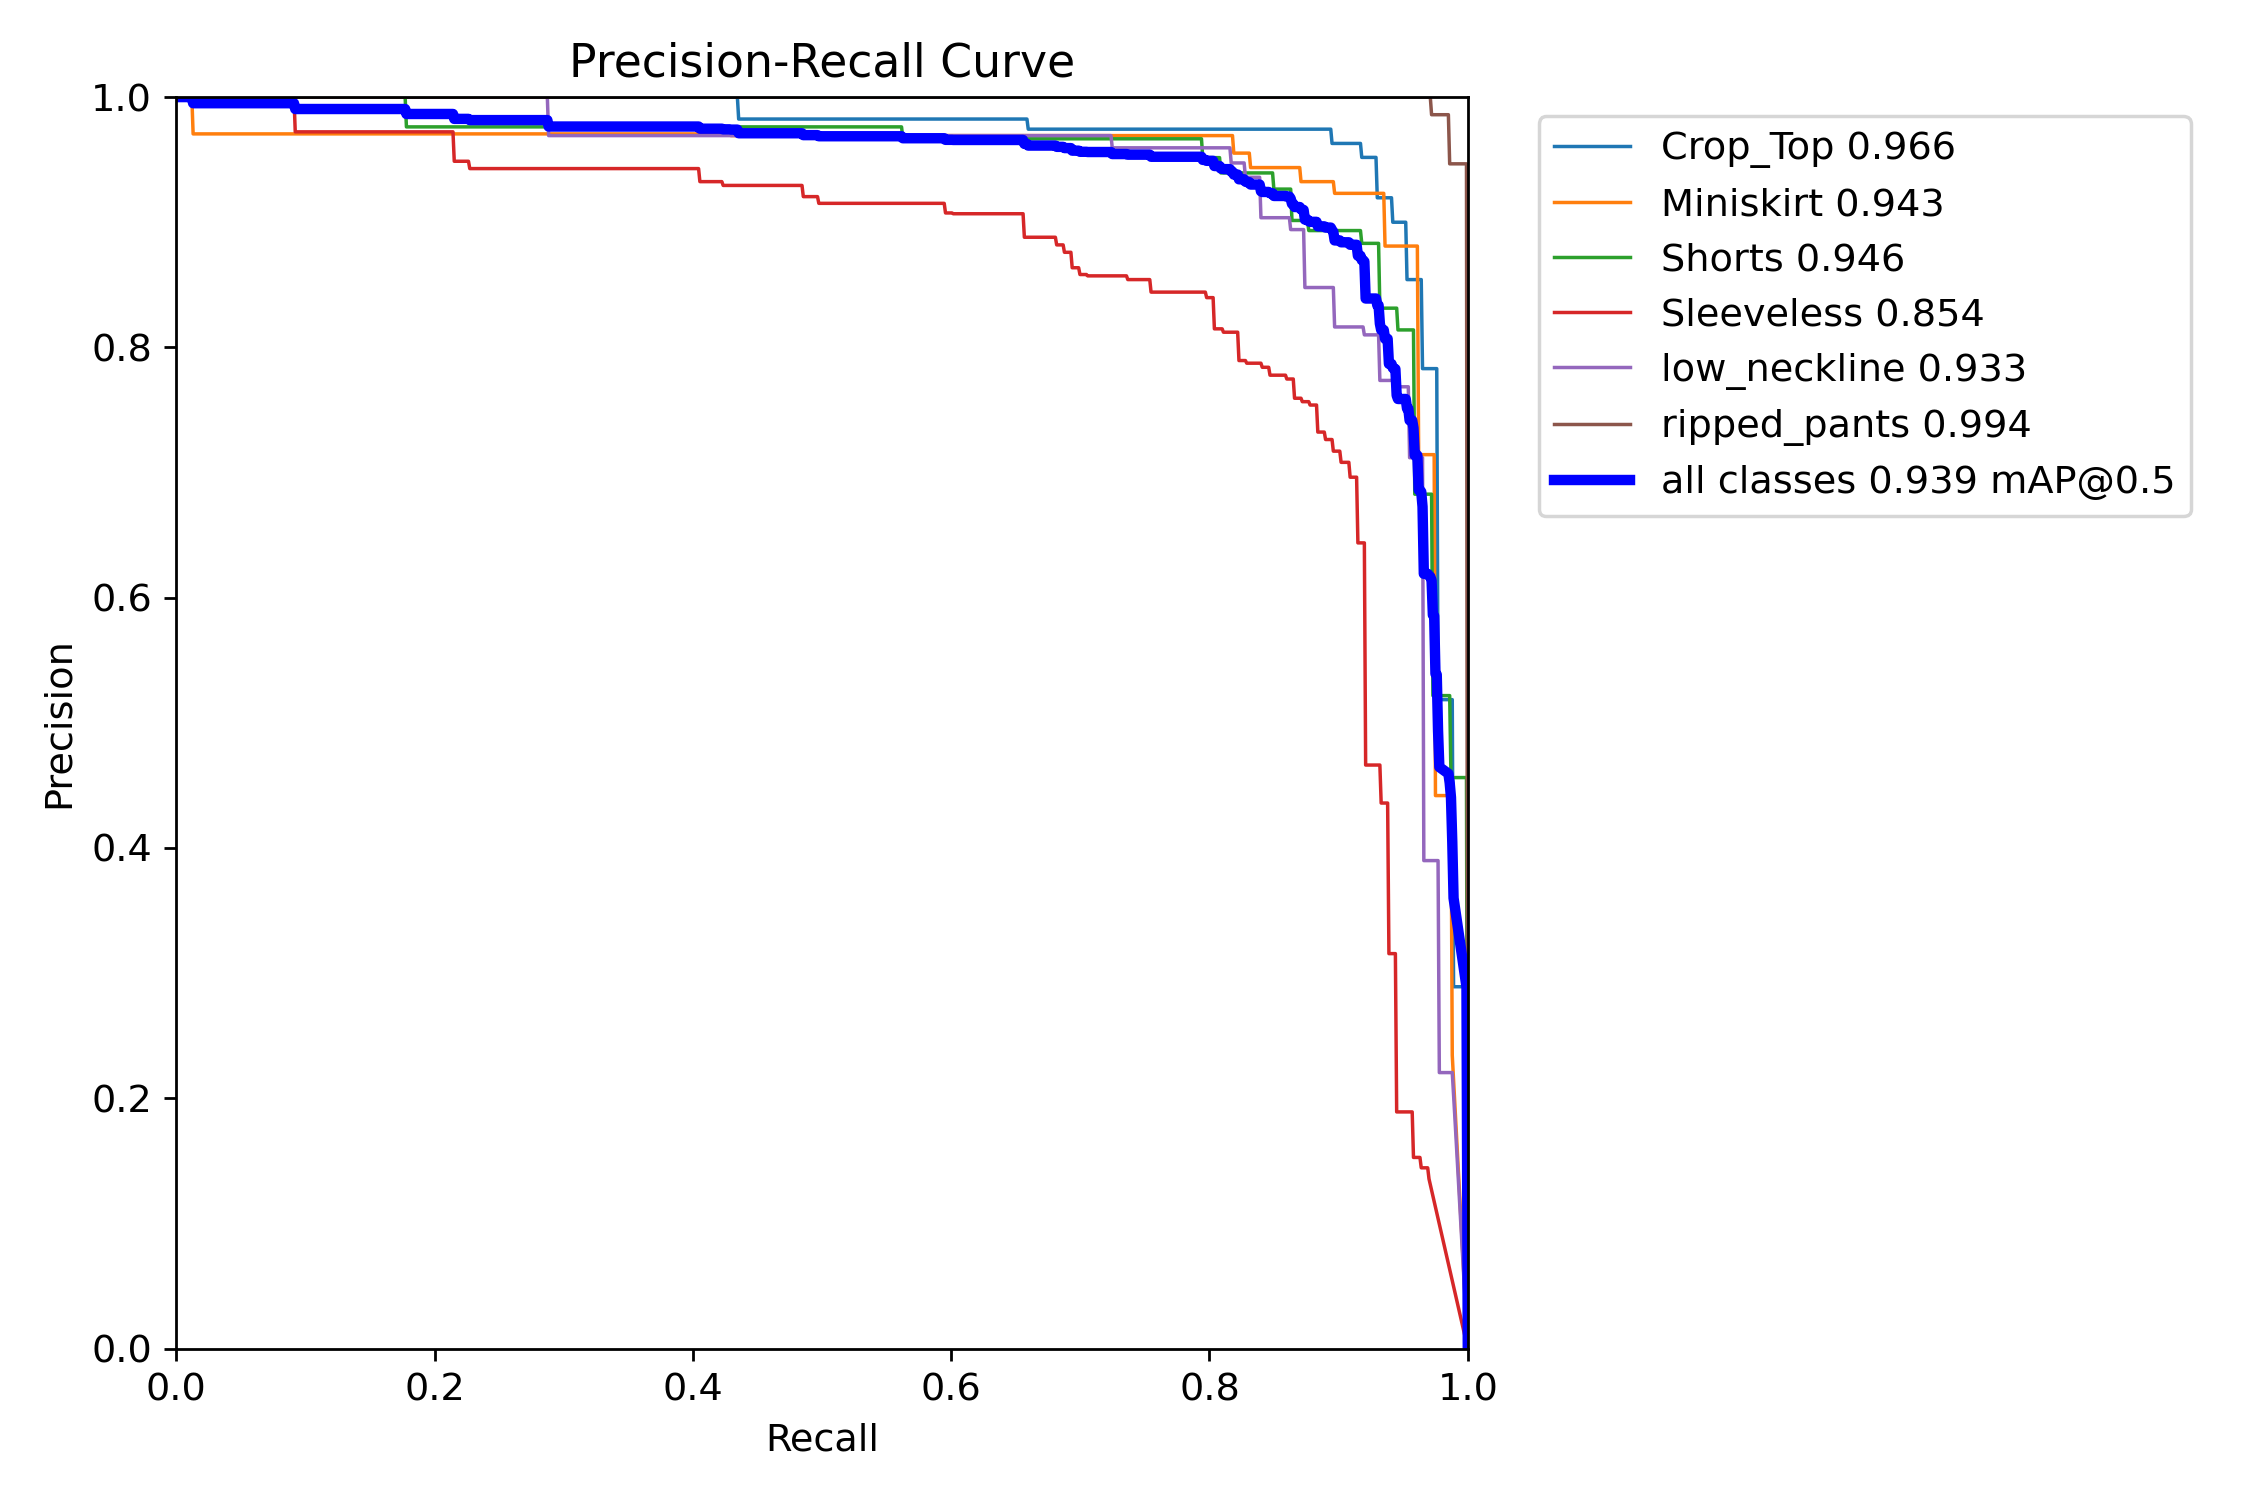 Precision-Recall Curve
1.0
0.8
0.6
0.4
0.2
0.0
Precision
0.0 0.2 0.4 0.6 0.8 1.0
Recall
Crop_Top 0.966
Miniskirt 0.943
Shorts 0.946
Sleeveless 0.854
low_neckline 0.933
ripped_pants 0.994
all classes 0.939 mAP@0.5